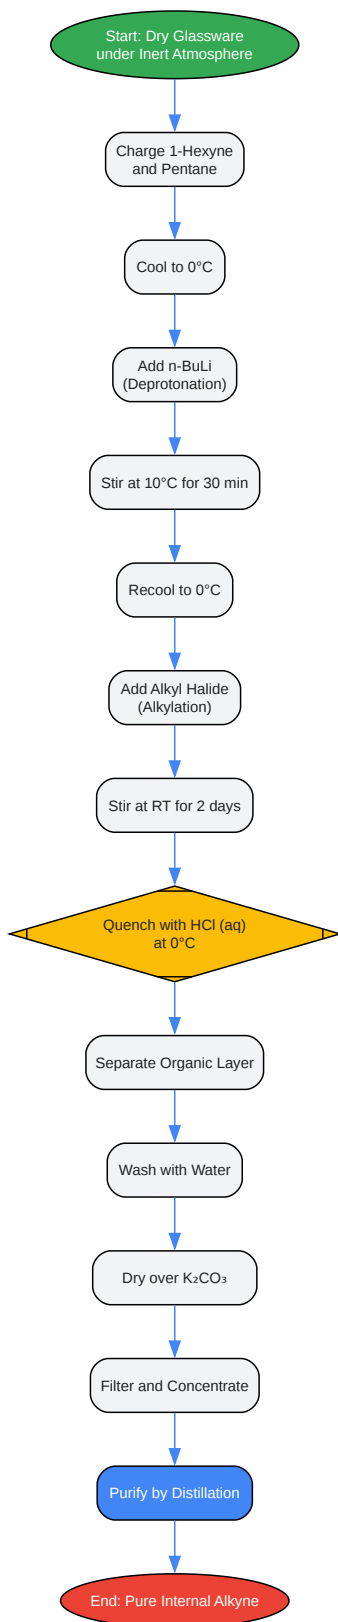 Start: Dry Glassware
under Inert Atmosphere
Charge 1-Hexyne
and Pentane
Cool to 0°C
Add n-BuLi
(Deprotonation)
Stir at 10°C for 30 min
Recool to 0°C
Add Alkyl Halide
(Alkylation)
Stir at RT for 2 days
Quench with HCl (aq)
at 0°C
Separate Organic Layer
Wash with Water
Dry over K₂CO₃
Filter and Concentrate
Purify by Distillation
End: Pure Internal Alkyne